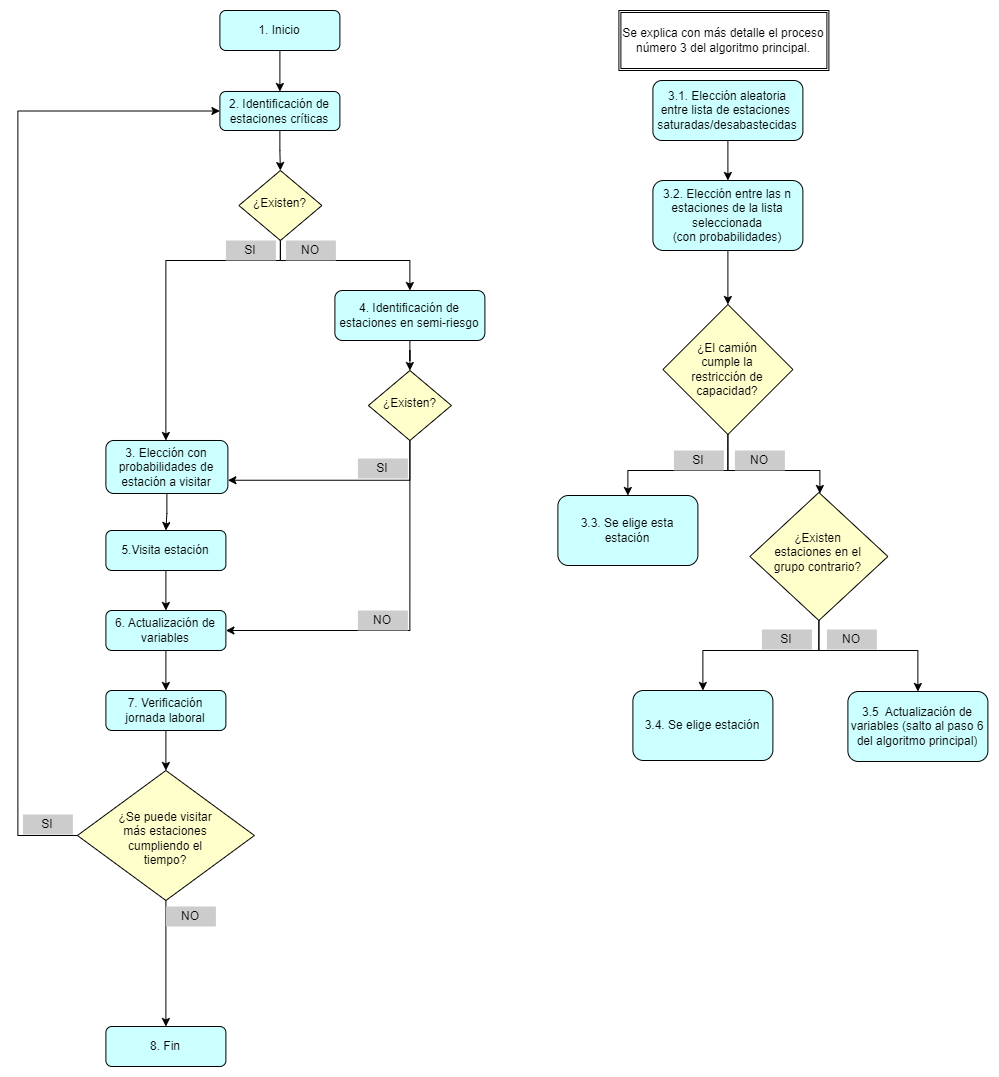 1. Inicio
2. Identificación de
estaciones críticas
¿Existen?
SI
NO
4. Identificación de
estaciones en semi-riesgo
¿Existen?
SI
3. Elección con
probabilidades de
estación a visitar
5.Visita estación
NO
6. Actualización de
variables
7. Verificación
jornada laboral
¿Se puede visitar
más estaciones
cumpliendo el
tiempo?
SI
NO
8. Fin
Se explica con más detalle el proceso
número 3 del algoritmo principal.
3.1. Elección aleatoria
entre lista de estaciones
saturadas/desabastecidas
3.2. Elección entre las n
estaciones de la lista
seleccionada
(con probabilidades)
¿El camión
cumple la
restricción de
capacidad?
SI
NO
3.3. Se elige esta
estación
¿Existen
estaciones en el
grupo contrario?
SI
NO
3.4. Se elige estación
3.5  Actualización de
variables (salto al paso 6
del algoritmo principal)